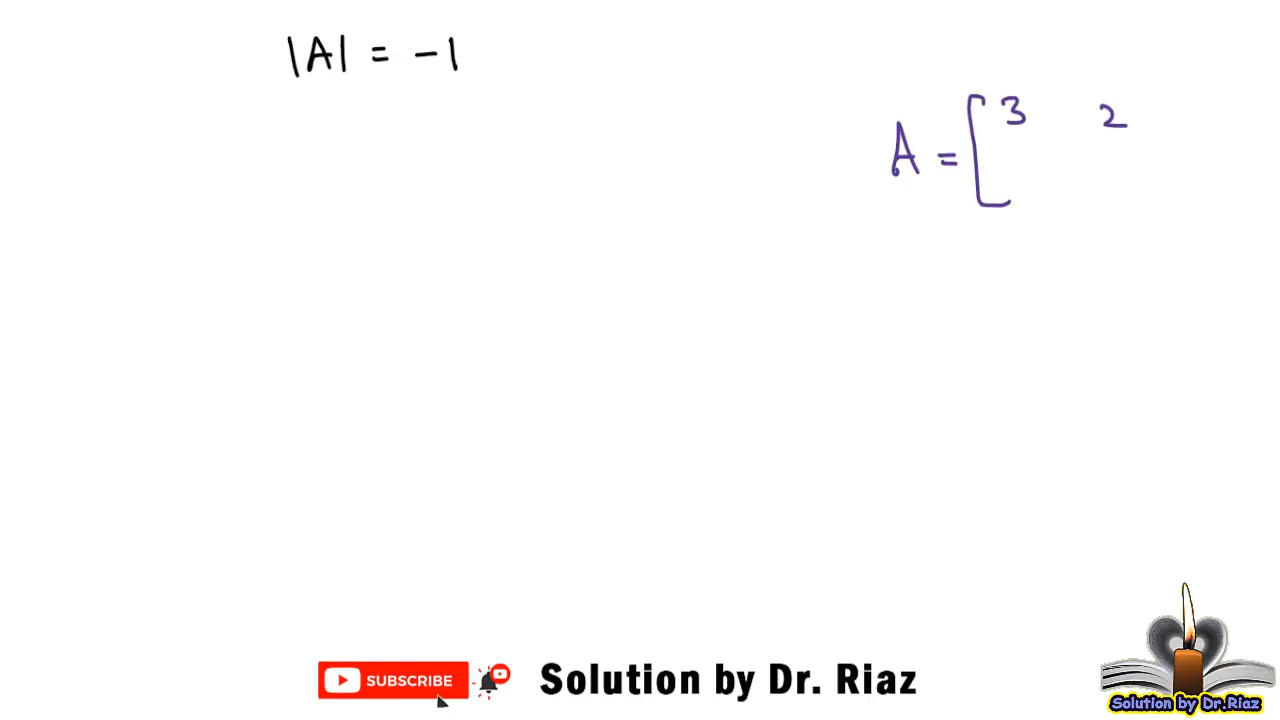 |A| = -1
A = [ 3 2
SUBSCRIBE
Solution by Dr. Riaz
Solution by Dr.Riaz